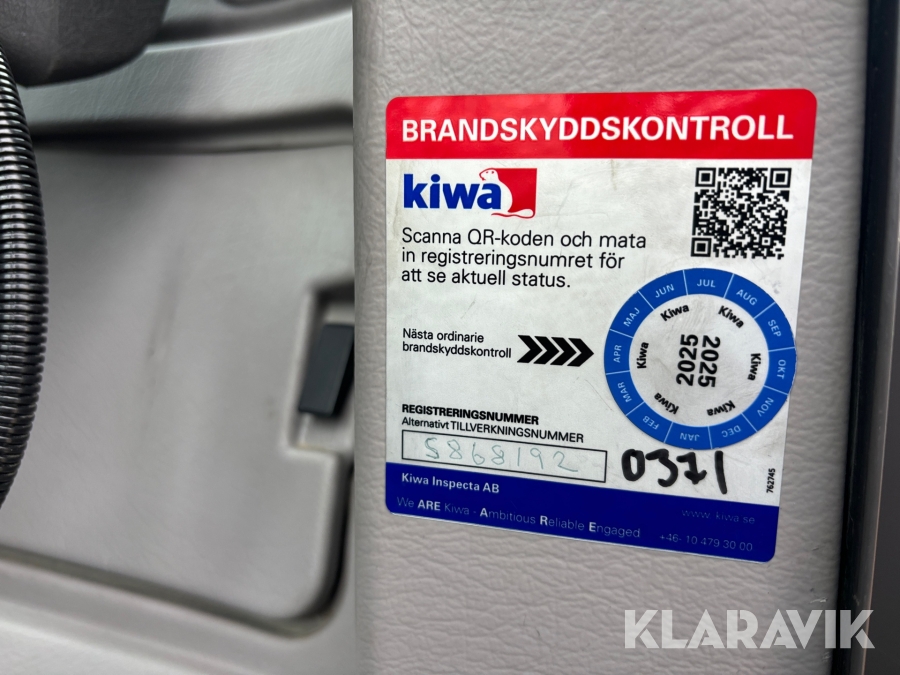 BRANDSKYDDSKONTROLL
kiwa
Scanna QR-koden och mata
in registreringsnumret för
att se aktuell status.
Nästa ordinarie
brandskyddskontroll
JAN FEB MAR APR MAJ JUN JUL AUG SEP OKT NOV DEC
Kiwa Kiwa Kiwa Kiwa Kiwa Kiwa
2025
2025
REGISTRERINGSNUMMER
Alternativt TILLVERKNINGSNUMMER
5868192
0371
762745
Kiwa Inspecta AB
www.kiwa.se
We ARE Kiwa - Ambitious Reliable Engaged
+46- 10 479 30 00
KLARAVIK